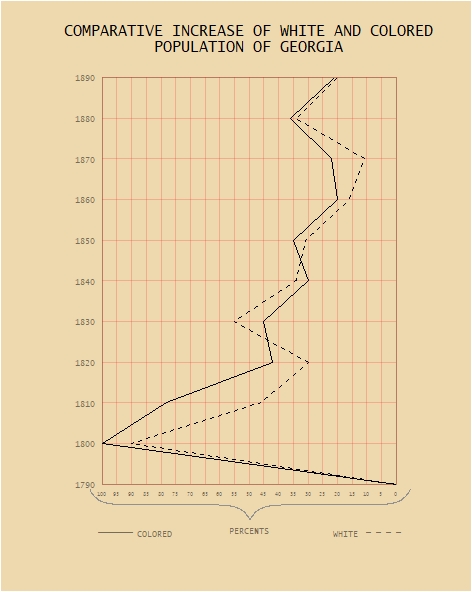 COMPARATIVE INCREASE OF WHITE AND COLORED
POPULATION OF GEORGIA
1890
1880
1870
1860
1850
1840
1830
1820
1810
1800
1790
100 95 90 85 80 75 70 65 60 55 50 45 40 35 30 25 20 15 10 5 0
COLORED PERCENTS WHITE